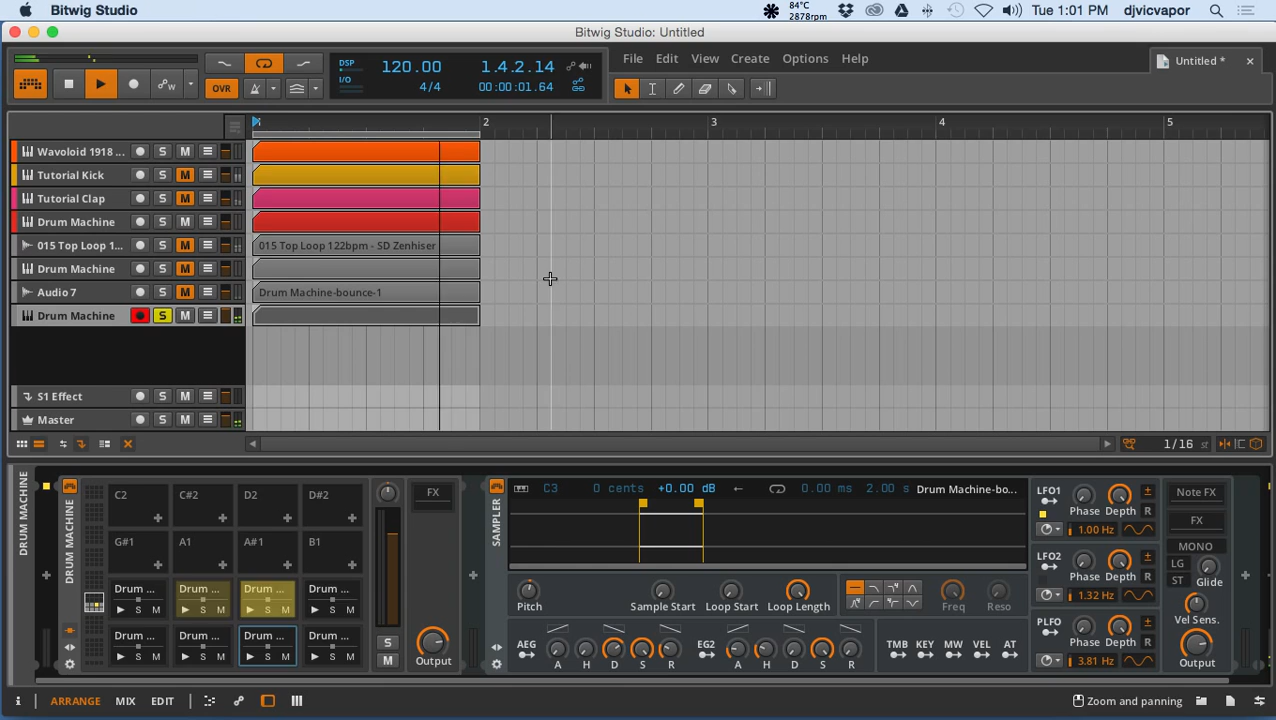 Bitwig Studio
84°C
2878rpm
Tue 1:01 PM
djvicvapor
Bitwig Studio: Untitled
DSP
I/O
120.00
4/4
1.4.2.14
00:00:01.64
OVR
File Edit View Create Options Help
Untitled *
2 3 4 5
Wavoloid 1918 ... S M
Tutorial Kick S M
Tutorial Clap S M
Drum Machine S M
015 Top Loop 1... S M
015 Top Loop 122bpm - SD Zenhiser
Drum Machine S M
Audio 7 S M
Drum Machine-bounce-1
Drum Machine S M
S1 Effect S M
Master S M
1/16 st
DRUM MACHINE
DRUM MACHINE
C2 C#2 D2 D#2
G#1 A1 A#1 B1
Drum ... Drum ... Drum ... Drum ...
S M S M S M S M
Drum ... Drum ... Drum ... Drum ...
S M S M S M S M
S
M
FX
Output
SAMPLER
C3 0 cents +0.00 dB 0.00 ms 2.00 s Drum Machine-bo...
Pitch Sample Start Loop Start Loop Length Freq Reso
AEG A H D S R EG2 A H D S R TMB KEY MW VEL AT
LFO1 Phase Depth R
1.00 Hz
LFO2 Phase Depth R
1.32 Hz
PLFO Phase Depth R
3.81 Hz
Note FX
FX
MONO
LG
ST
Glide
Vel Sens.
Output
i ARRANGE MIX EDIT
Zoom and panning